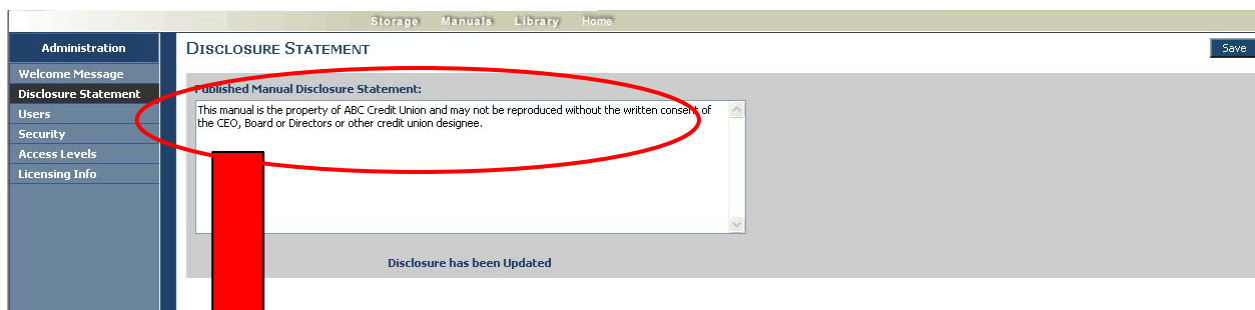 Storage Manuals Library Home
Administration
DISCLOSURE STATEMENT
Save
Welcome Message
Disclosure Statement
Users
Security
Access Levels
Licensing Info
Published Manual Disclosure Statement:
This manual is the property of ABC Credit Union and may not be reproduced without the written consent of
the CEO, Board or Directors or other credit union designee.
Disclosure has been Updated